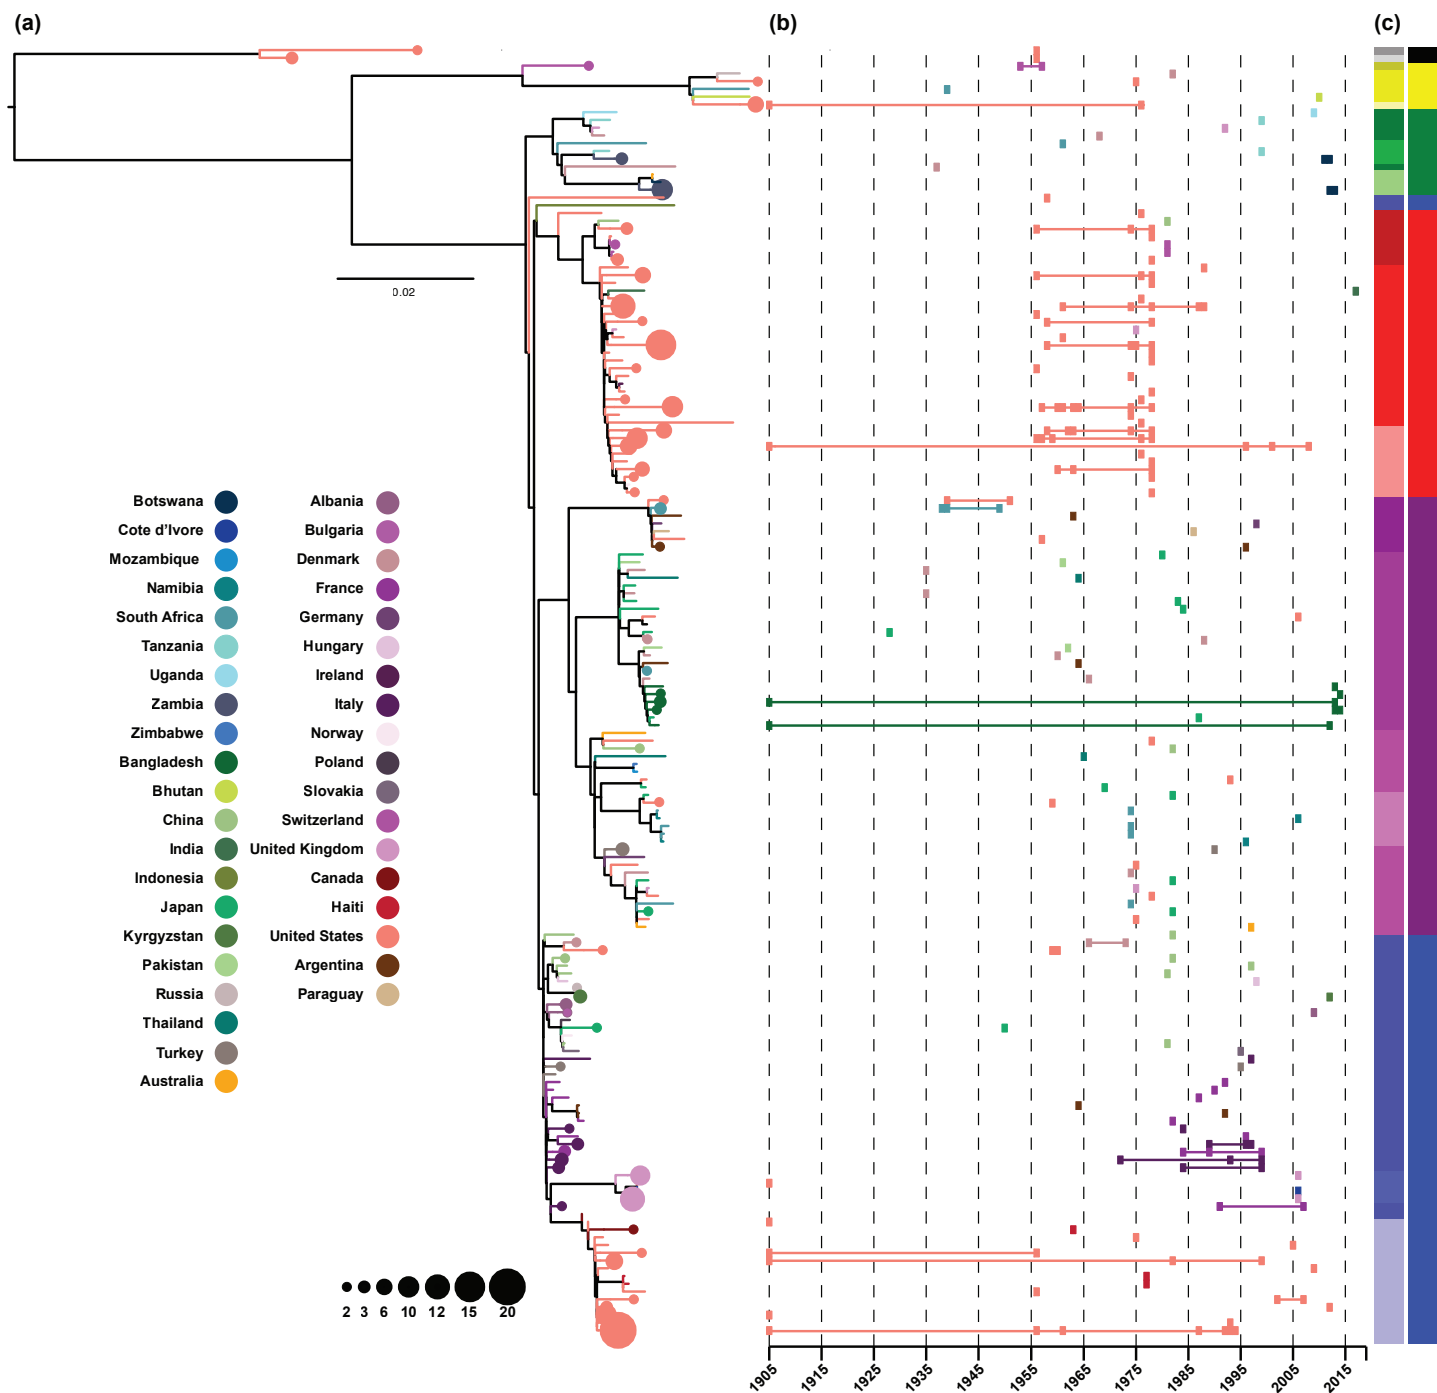 (a)
(b)
(c)
0.02
Botswana
Cote d'Ivore
Mozambique
Namibia
South Africa
Tanzania
Uganda
Zambia
Zimbabwe
Bangladesh
Bhutan
China
India
Indonesia
Japan
Kyrgyzstan
Pakistan
Russia
Thailand
Turkey
Australia
Albania
Bulgaria
Denmark
France
Germany
Hungary
Ireland
Italy
Norway
Poland
Slovakia
Switzerland
United Kingdom
Canada
Haiti
United States
Argentina
Paraguay
2 3 6 10 12 15 20
1905 1915 1925 1935 1945 1955 1965 1975 1985 1995 2005 2015